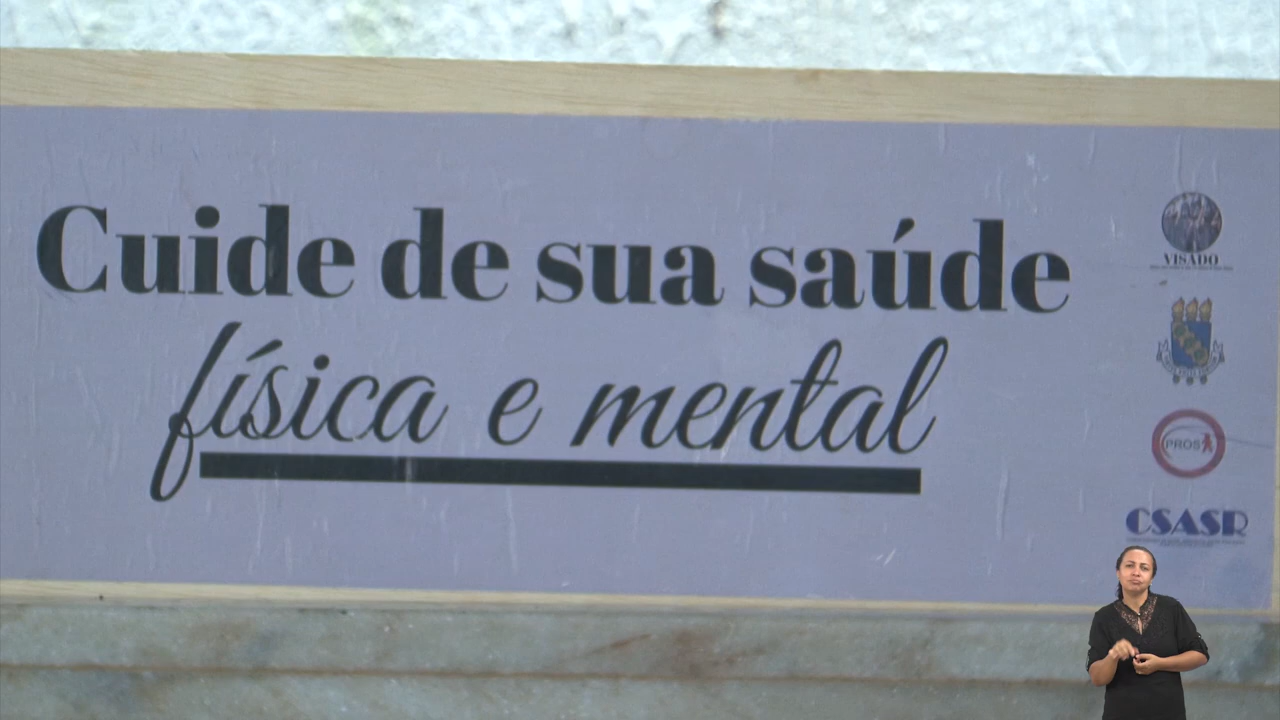 Cuide de sua saúde
física e mental
VISADO
PROS
CSASR